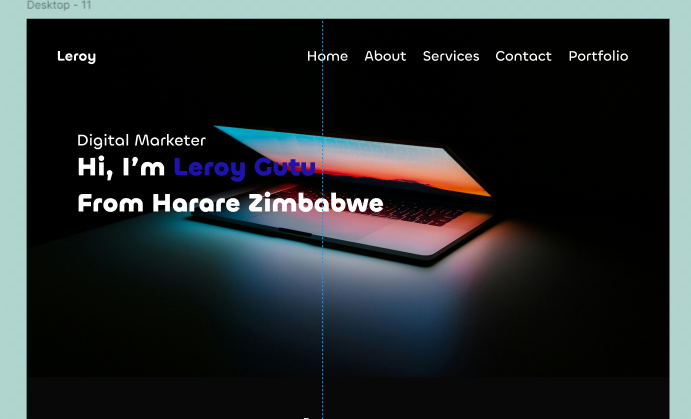 Desktop - 11
Leroy
Home About Services Contact Portfolio
Digital Marketer
Hi, I'm Leroy Gutu
From Harare Zimbabwe